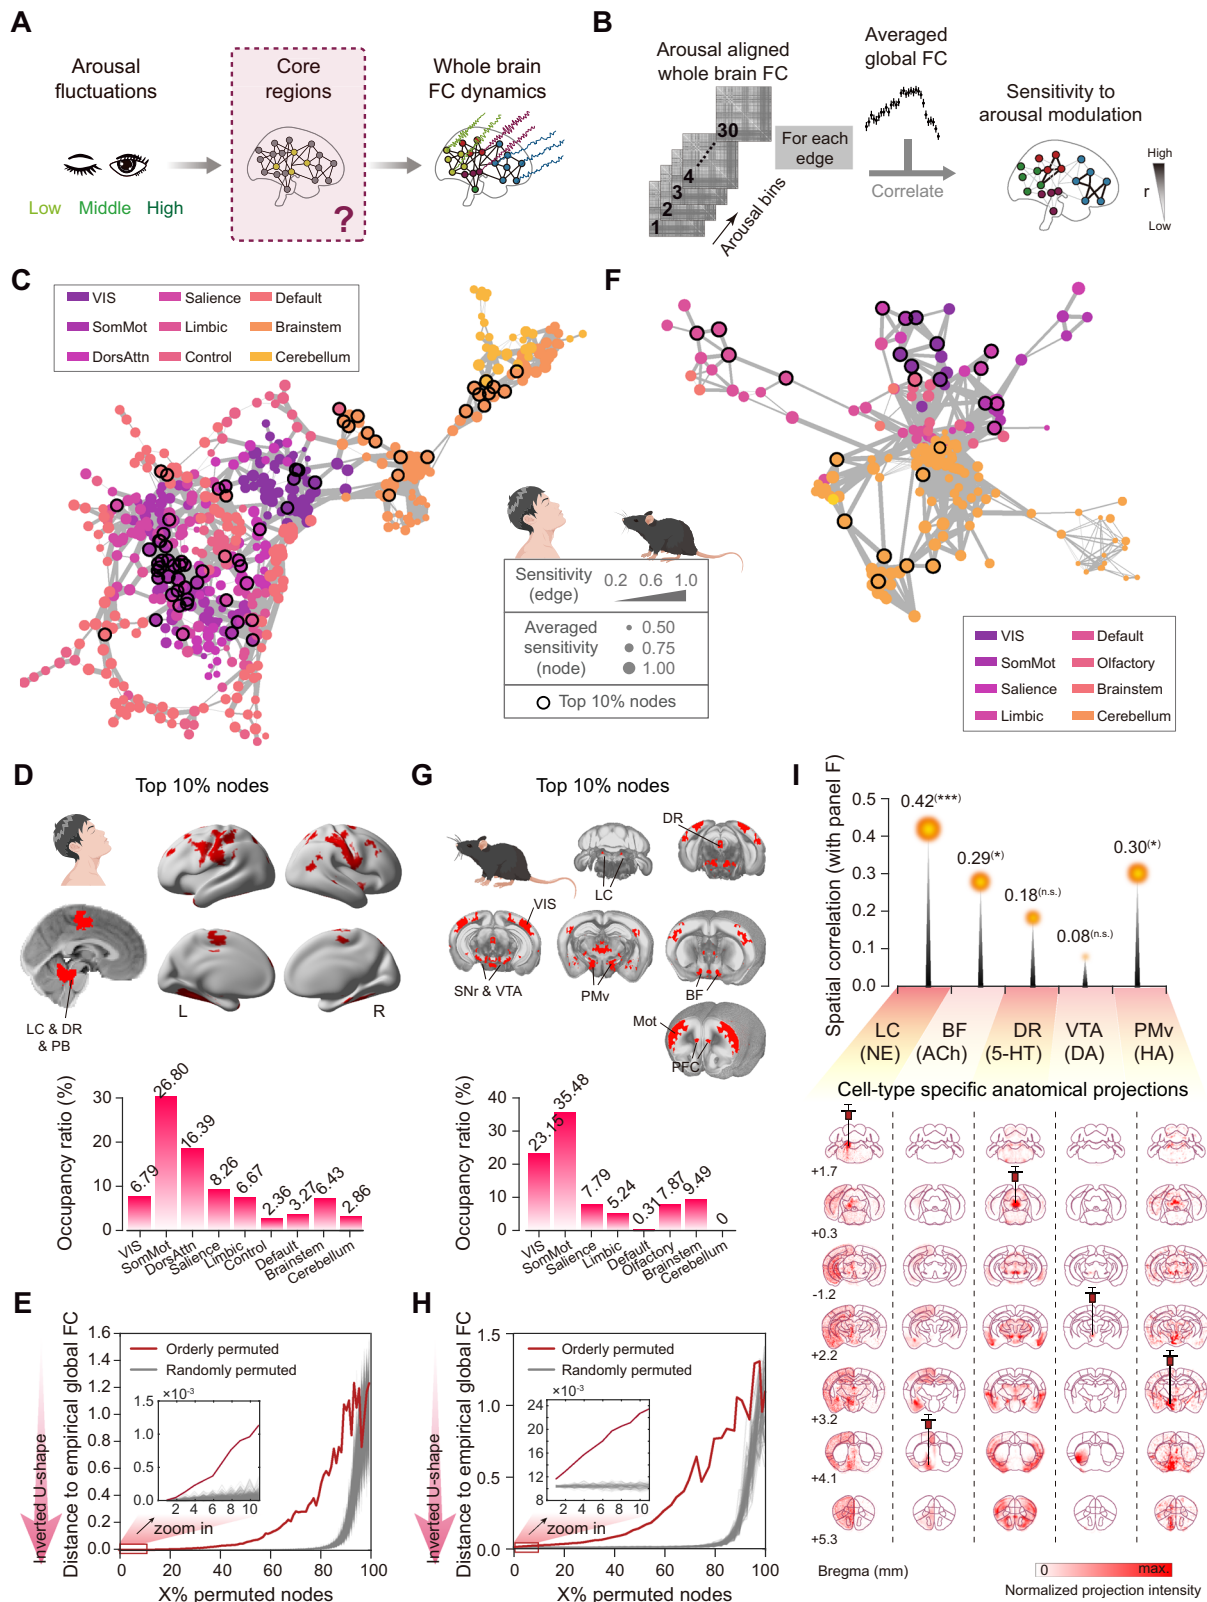 A
Arousal
fluctuations
Low Middle High
Core
regions
?
Whole brain
FC dynamics
B
Arousal aligned
whole brain FC
1
2
3
4
30
Arousal bins
For each
edge
Averaged
global FC
Correlate
Sensitivity to
arousal modulation
High
r
Low
C
VIS Salience Default
SomMot Limbic Brainstem
DorsAttn Control Cerebellum
F
Sensitivity
(edge)
0.2 0.6 1.0
Averaged
sensitivity
(node)
0.50
0.75
1.00
Top 10% nodes
VIS Default
SomMot Olfactory
Salience Brainstem
Limbic Cerebellum
D
Top 10% nodes
LC & DR
& PB
L
R
Occupancy ratio (%)
30
20
10
0
6.79
26.80
16.39
8.26
6.67
2.36
3.27
6.43
2.86
VIS
SonMot
DorsAttn
Salience
Limbic
Control
Default
Brainstem
Cerebellum
G
Top 10% nodes
DR
LC
VIS
SNr & VTA
PMv
BF
Mot
PFC
Occupancy ratio (%)
40
30
20
10
0
23.15
35.48
7.79
5.24
0.31
7.87
9.49
0
VIS
SonMot
Salience
Limbic
Default
Olfactory
Brainstem
Cerebellum
I
Spatial correlation (with panel F)
0.5
0.4
0.3
0.2
0.1
0.0
0.42(***)
0.29(*)
0.18(n.s.)
0.08(n.s.)
0.30(*)
LC
(NE)
BF
(ACh)
DR
(5-HT)
VTA
(DA)
PMv
(HA)
Cell-type specific anatomical projections
+1.7
+0.3
-1.2
+2.2
+3.2
+4.1
+5.3
Bregma (mm)
0 max.
Normalized projection intensity
E
Inverted U-shape
Distance to empirical global FC
1.6
1.4
1.2
1.0
0.8
0.6
0.4
0.2
0.0
Orderly permuted
Randomly permuted
×10⁻³
1.5
1.0
0.5
0.0
2 4 6 8 10
zoom in
0 20 40 60 80 100
X% permuted nodes
H
Inverted U-shape
Distance to empirical global FC
1.5
1.0
0.5
0.0
Orderly permuted
Randomly permuted
×10⁻³
24
20
16
12
8
2 4 6 8 10
zoom in
0 20 40 60 80 100
X% permuted nodes